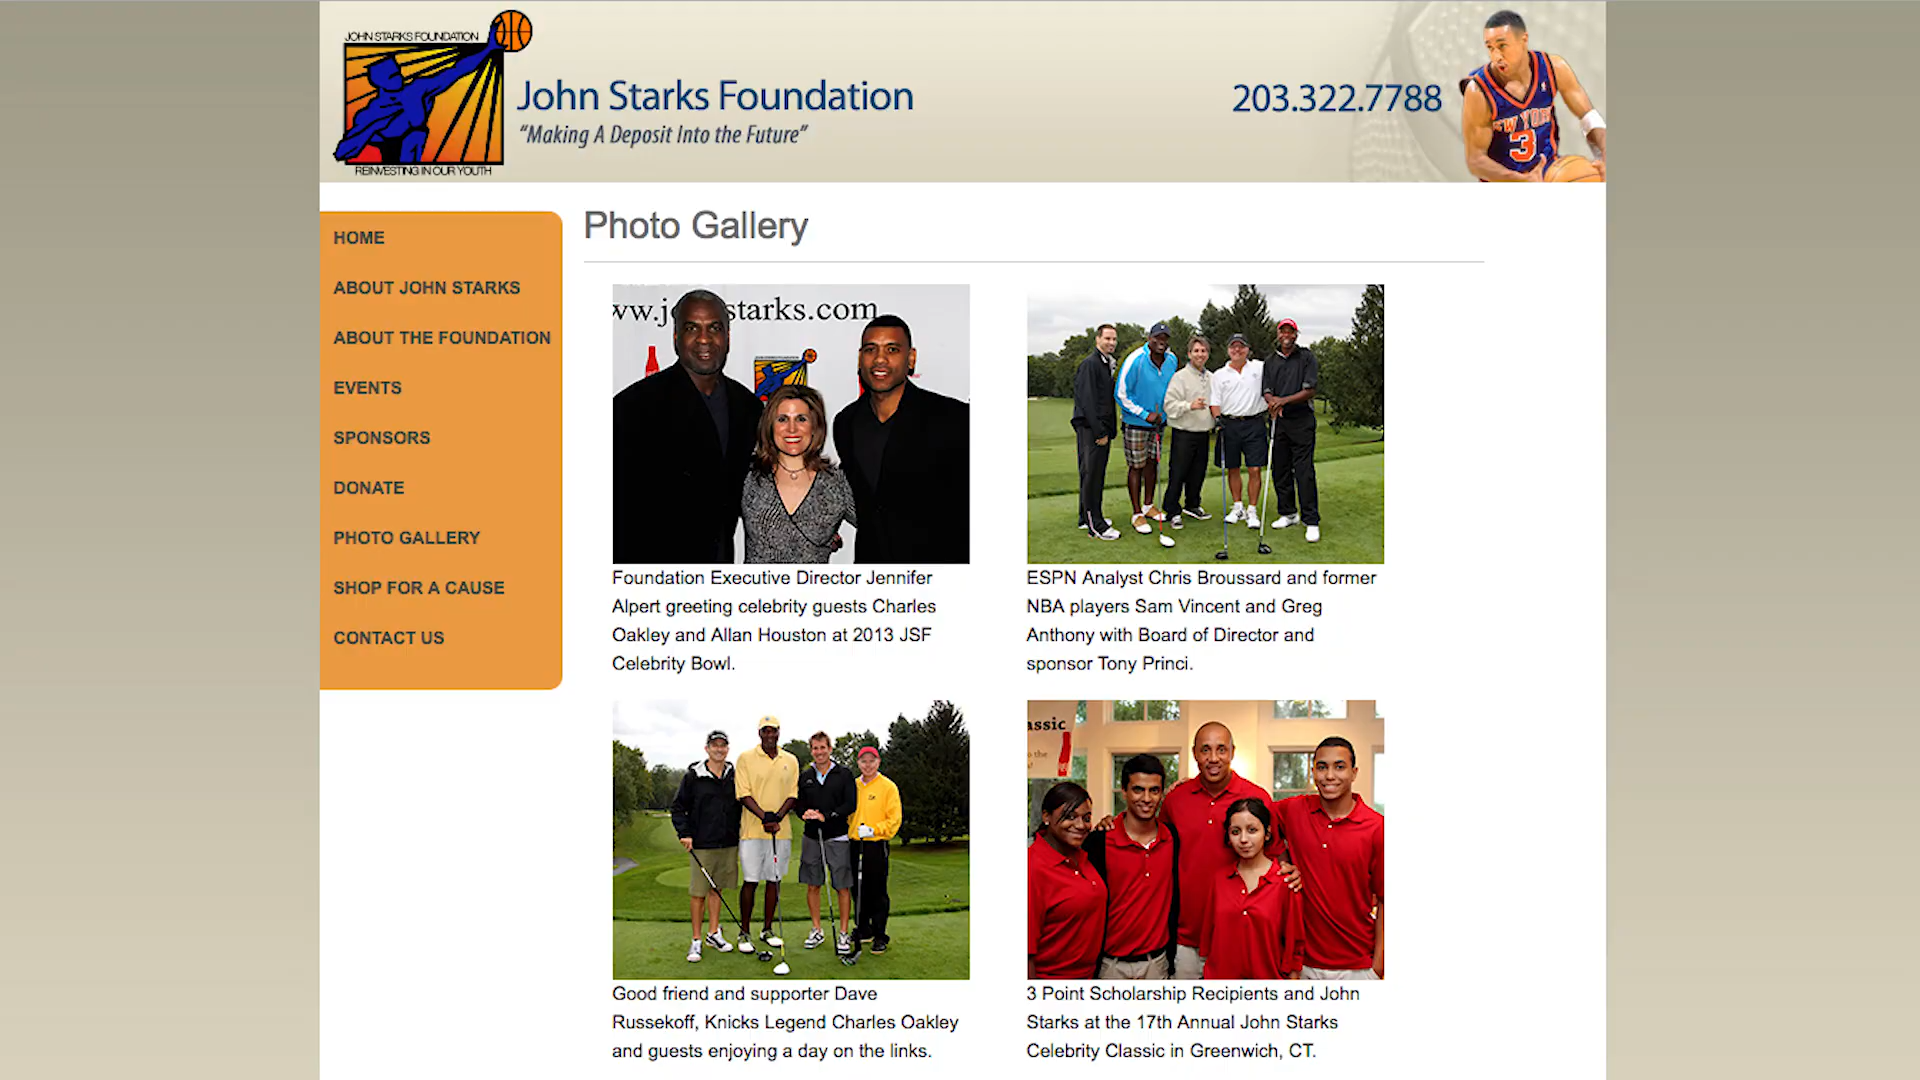 JOHN STARKS FOUNDATION
REINVESTING IN OUR YOUTH
John Starks Foundation
“Making A Deposit Into the Future”
203.322.7788
NEW YORK
3
HOME
ABOUT JOHN STARKS
ABOUT THE FOUNDATION
EVENTS
SPONSORS
DONATE
PHOTO GALLERY
SHOP FOR A CAUSE
CONTACT US
Photo Gallery
starks.com
Foundation Executive Director Jennifer
Alpert greeting celebrity guests Charles
Oakley and Allan Houston at 2013 JSF
Celebrity Bowl.
ESPN Analyst Chris Broussard and former
NBA players Sam Vincent and Greg
Anthony with Board of Director and
sponsor Tony Princi.
Good friend and supporter Dave
Russekoff, Knicks Legend Charles Oakley
and guests enjoying a day on the links.
assic
to the
3 Point Scholarship Recipients and John
Starks at the 17th Annual John Starks
Celebrity Classic in Greenwich, CT.